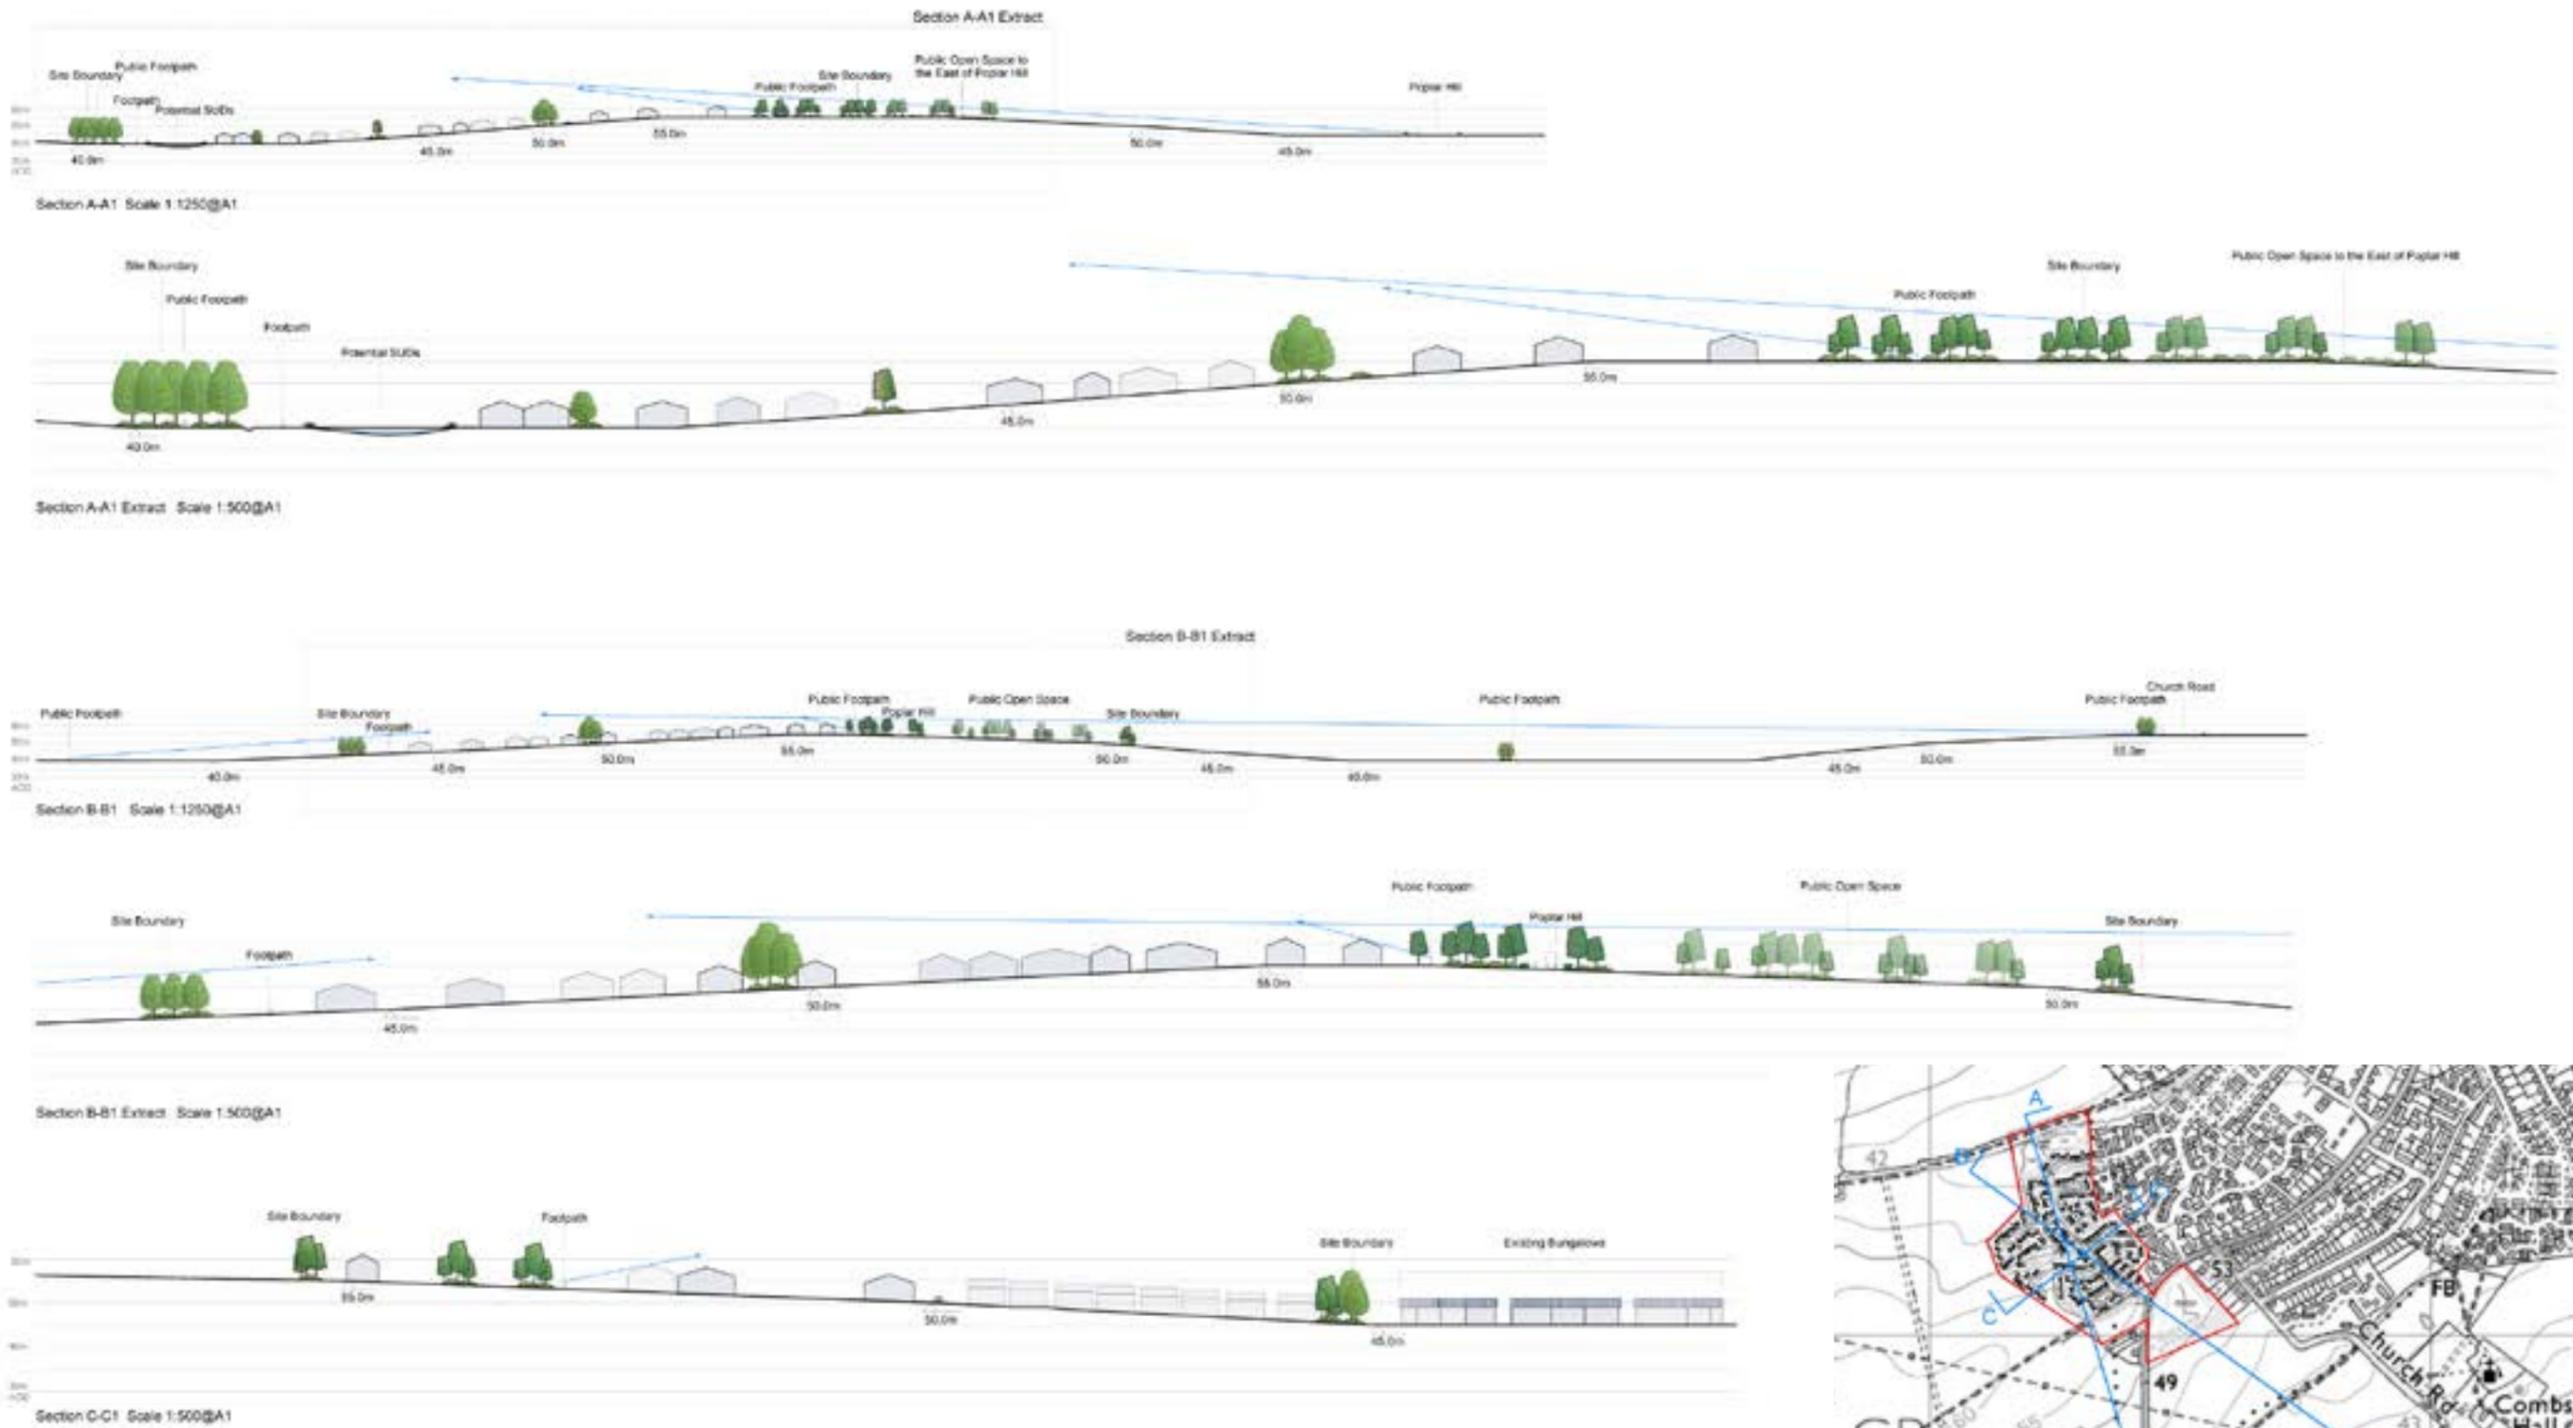 Section A-A1 Extract
Site Boundary
Public Footpath
Footpath
Potential SUDs
Public Footpath
Site Boundary
Public Open Space to
the East of Poplar Hill
Poplar Hill
40.0m
45.0m
50.0m
55.0m
50.0m
45.0m
Section A-A1 Scale 1:1250@A1
Site Boundary
Public Footpath
Footpath
Potential SUDs
Public Footpath
Site Boundary
Public Open Space to the East of Poplar Hill
40.0m
45.0m
50.0m
55.0m
Section A-A1 Extract Scale 1:500@A1
Section B-B1 Extract
Public Footpath
Site Boundary
Footpath
Public Footpath
Poplar Hill
Public Open Space
Site Boundary
Public Footpath
Public Footpath
Church Road
40.0m
45.0m
50.0m
55.0m
50.0m
45.0m
40.0m
45.0m
50.0m
55.0m
Section B-B1 Scale 1:1250@A1
Site Boundary
Footpath
Public Footpath
Poplar Hill
Public Open Space
Site Boundary
45.0m
50.0m
55.0m
50.0m
Section B-B1 Extract Scale 1:500@A1
Site Boundary
Footpath
Site Boundary
Existing Bungalows
55.0m
50.0m
45.0m
Section C-C1 Scale 1:500@A1
A
42
B
C
53
FB
Church Rd
49
Comb
Hall
60
55